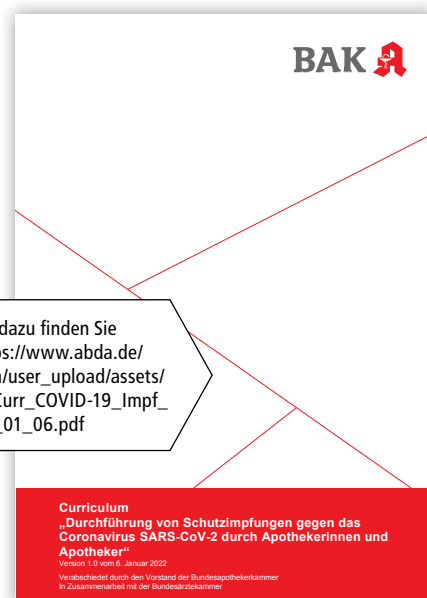 BAK
dazu finden Sie
ps://www.abda.de/
n/user_upload/assets/
Curr_COVID-19_Impf_
_01_06.pdf
Curriculum
„Durchführung von Schutzimpfungen gegen das
Coronavirus SARS-CoV-2 durch Apothekerinnen und
Apotheker“
Version 1.0 vom 6. Januar 2022
Verabschiedet durch den Vorstand der Bundesapothekerkammer
In Zusammenarbeit mit der Bundesärztekammer